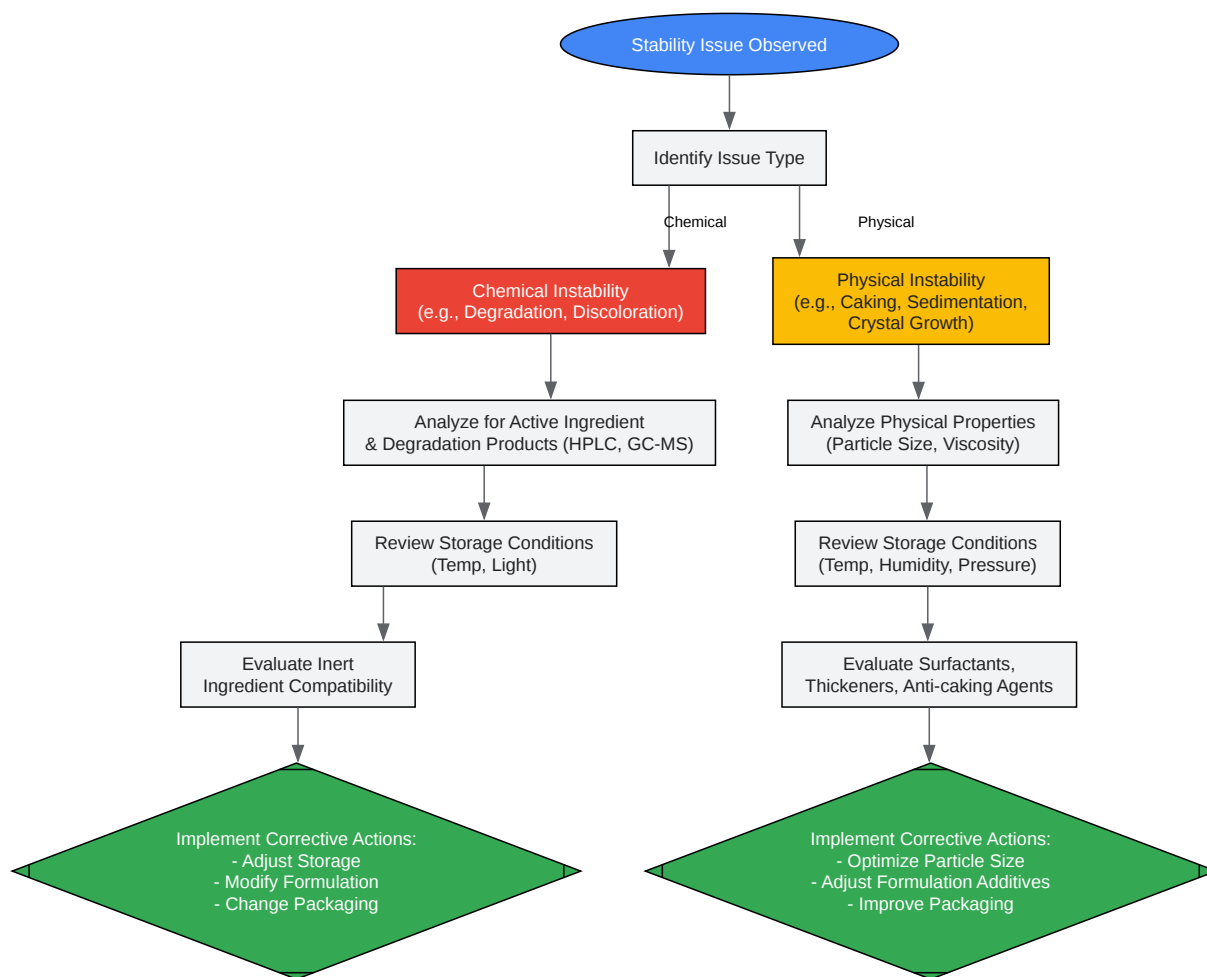 Stability Issue Observed
Identify Issue Type
Chemical
Physical
Chemical Instability
(e.g., Degradation, Discoloration)
Physical Instability
(e.g., Caking, Sedimentation,
Crystal Growth)
Analyze for Active Ingredient
& Degradation Products (HPLC, GC-MS)
Analyze Physical Properties
(Particle Size, Viscosity)
Review Storage Conditions
(Temp, Light)
Review Storage Conditions
(Temp, Humidity, Pressure)
Evaluate Inert
Ingredient Compatibility
Evaluate Surfactants,
Thickeners, Anti-caking Agents
Implement Corrective Actions:
- Adjust Storage
- Modify Formulation
- Change Packaging
Implement Corrective Actions:
- Optimize Particle Size
- Adjust Formulation Additives
- Improve Packaging